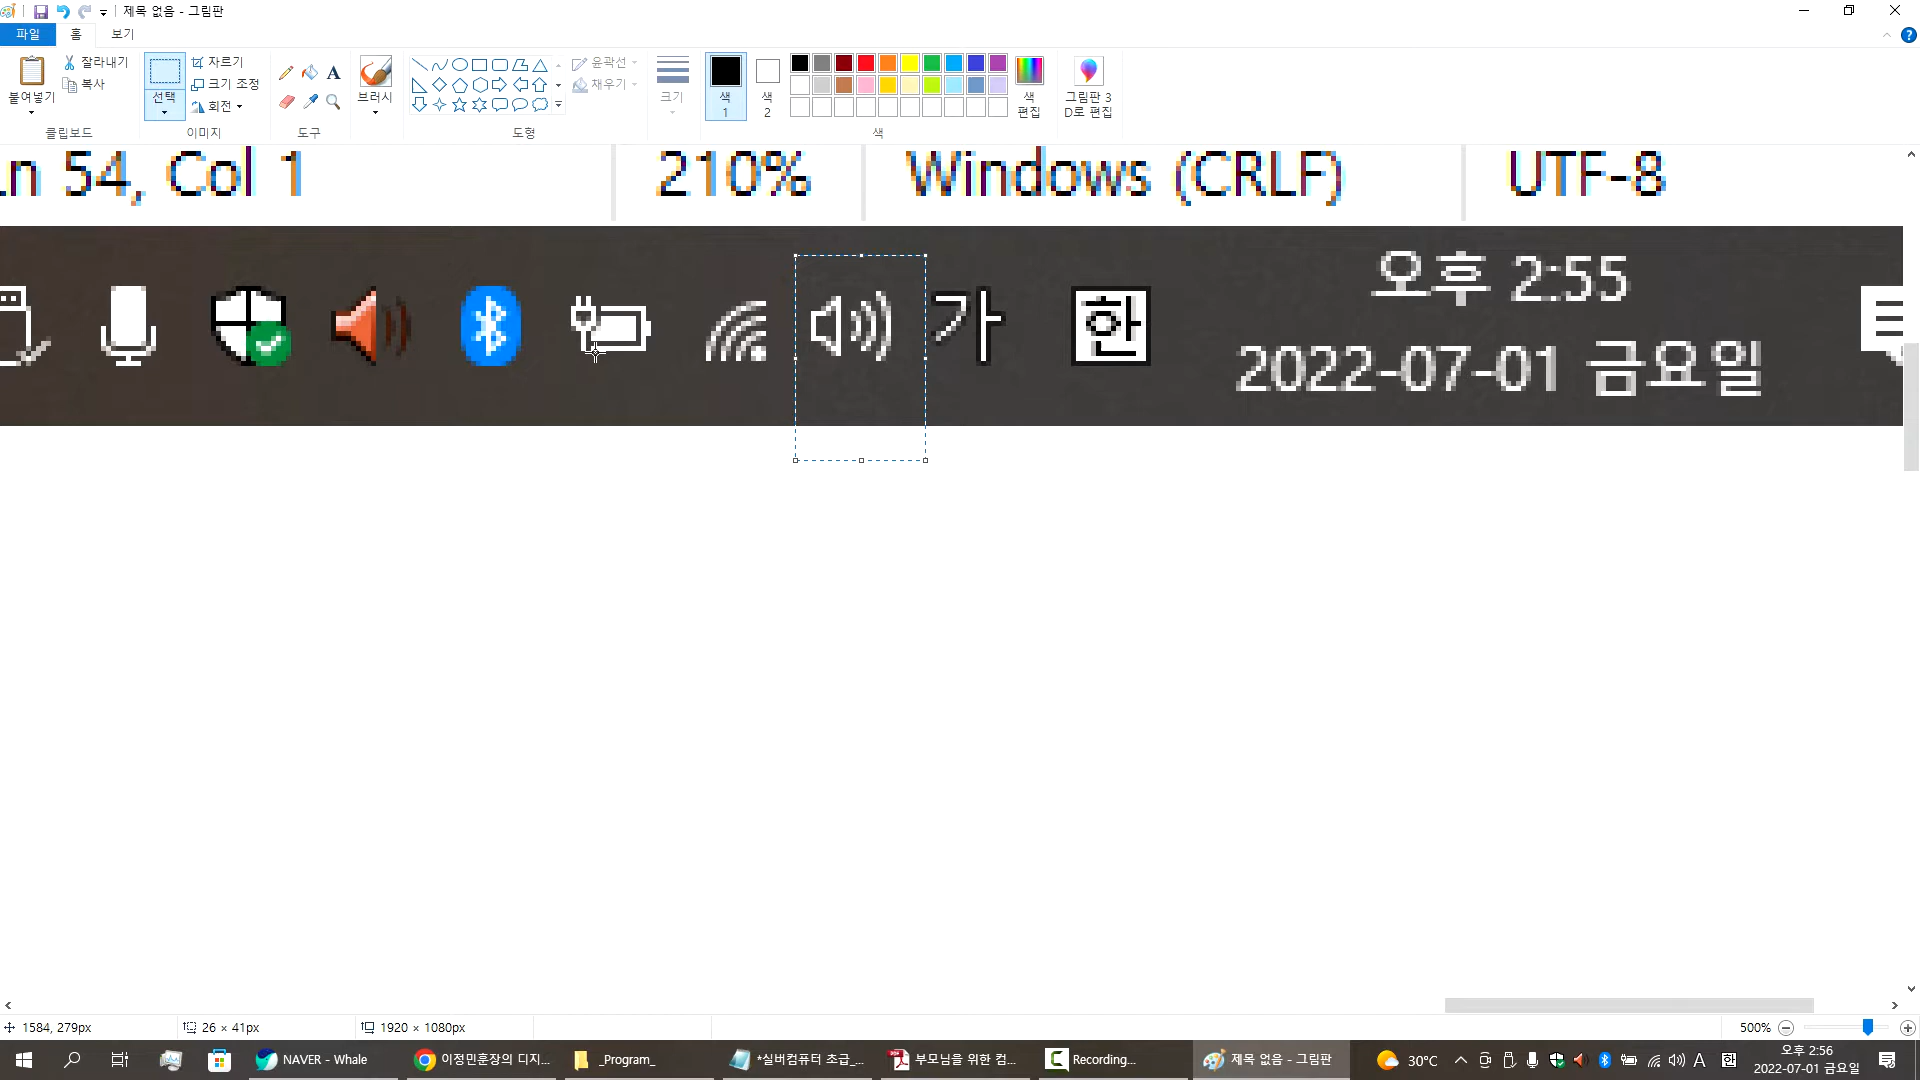 제목 없음 - 그림판
파일 홈 보기
붙여넣기
잘라내기
복사
클립보드
선택
자르기
크기 조정
회전
이미지
A
도구
브러시
도형
윤곽선
채우기
크기
색
1
색
2
색
편집
색
그림판 3
D로 편집
Ln 54, Col 1 210% Windows (CRLF) UTF-8
가 한 오후 2:55
2022-07-01 금요일
1584, 279px 26 × 41px 1920 × 1080px 500%
NAVER - Whale 이정민훈장의 디지... _Program_ *실버컴퓨터 초급_... 부모님을 위한 컴... Recording... 제목 없음 - 그림판 30°C A 한 오후 2:56
2022-07-01 금요일